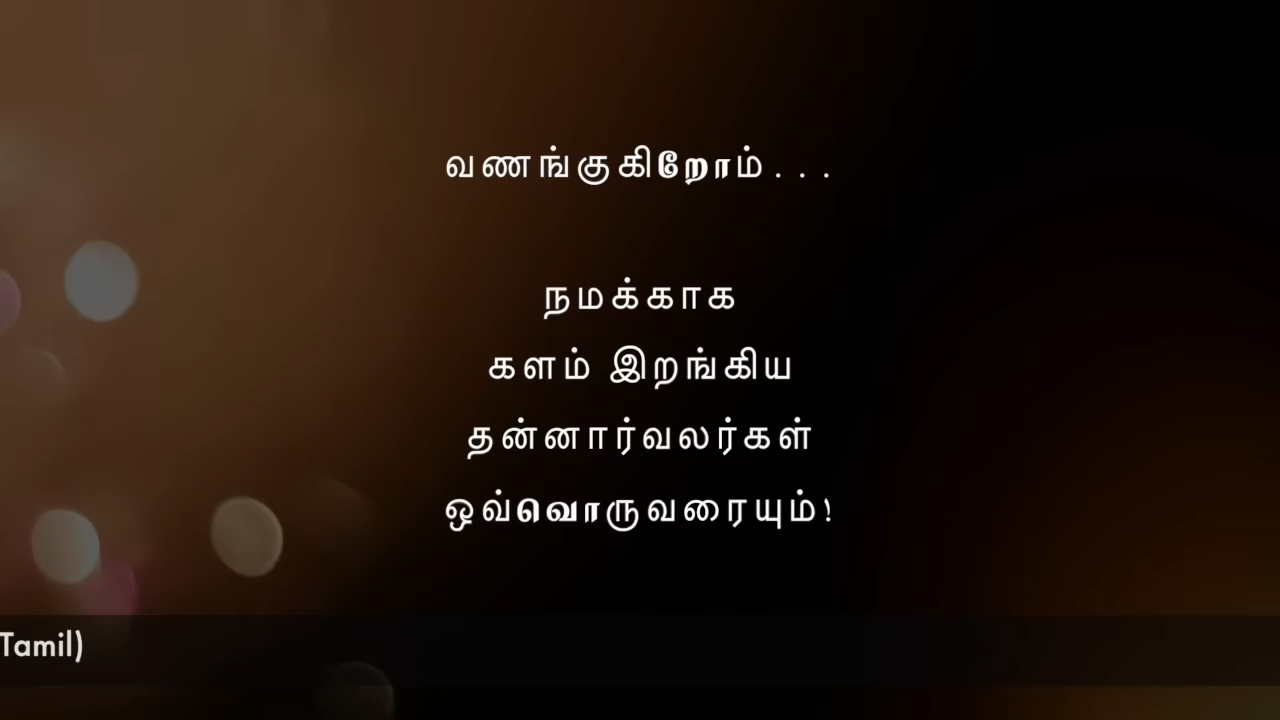 வணங்குகிறோம்...
நமக்காக
களம் இறங்கிய
தன்னார்வலர்கள்
ஒவ்வொருவரையும்!
Tamil)